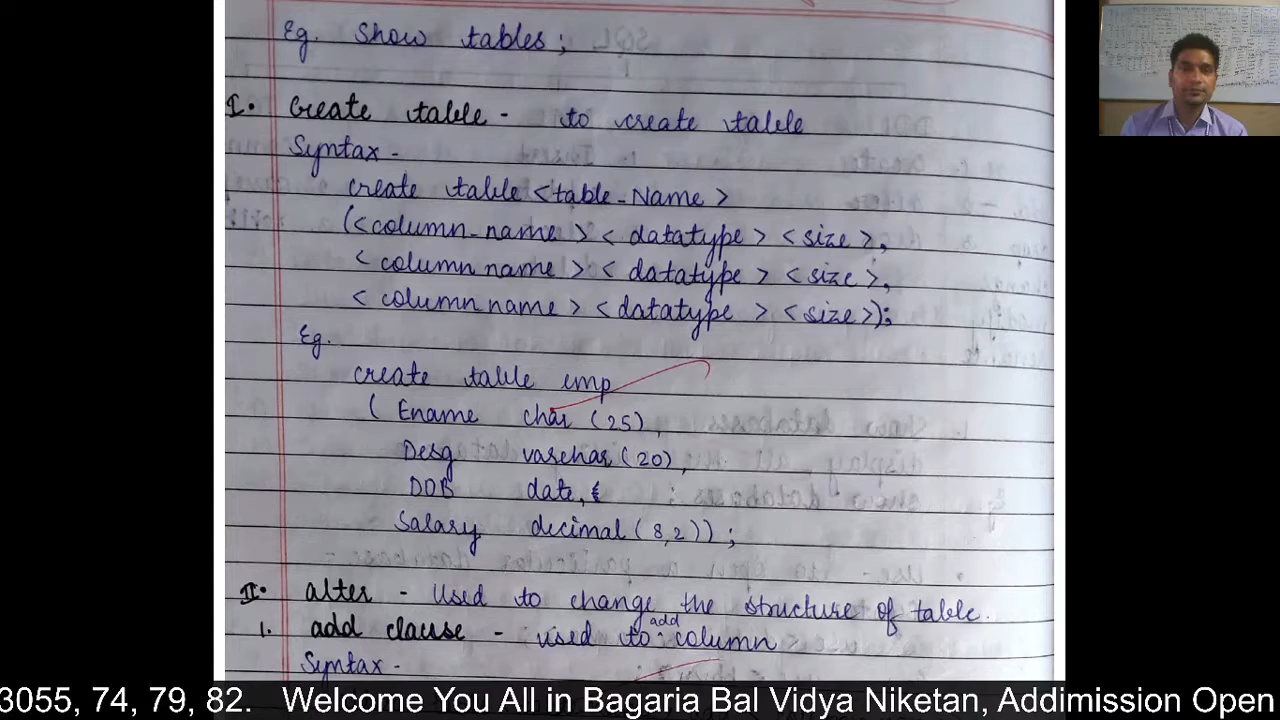 Eg. Show tables;
I. Create table - to create table
Syntax -
create table <table-Name>
(<column-name> <datatype> <size>,
<column name> <datatype> <size>,
<column name> <datatype> <size>);
Eg.
create table emp
( Ename char (25),
Desg varchar (20),
DOB date,
Salary decimal (8,2));
II. alter - Used to change the structure of table.
1. add clause - used to add column
Syntax -
3055, 74, 79, 82. Welcome You All in Bagaria Bal Vidya Niketan, Addimission Open